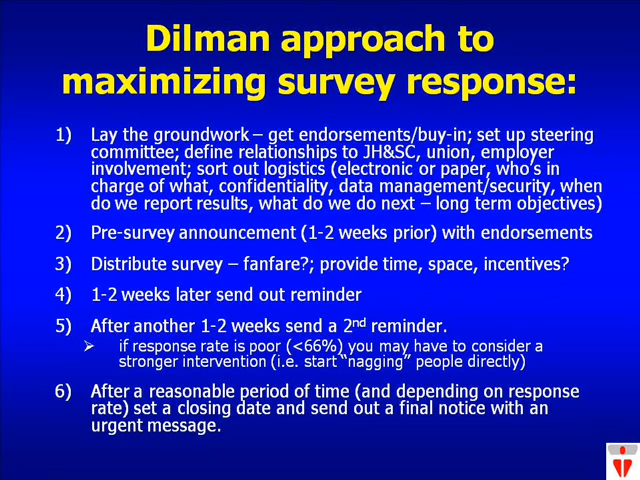 Dilman approach to
maximizing survey response:
1) Lay the groundwork – get endorsements/buy-in; set up steering
committee; define relationships to JH&SC, union, employer
involvement; sort out logistics (electronic or paper, who's in
charge of what, confidentiality, data management/security, when
do we report results, what do we do next – long term objectives)
2) Pre-survey announcement (1-2 weeks prior) with endorsements
3) Distribute survey – fanfare?; provide time, space, incentives?
4) 1-2 weeks later send out reminder
5) After another 1-2 weeks send a 2nd reminder.
➢ if response rate is poor (<66%) you may have to consider a
stronger intervention (i.e. start “nagging” people directly)
6) After a reasonable period of time (and depending on response
rate) set a closing date and send out a final notice with an
urgent message.